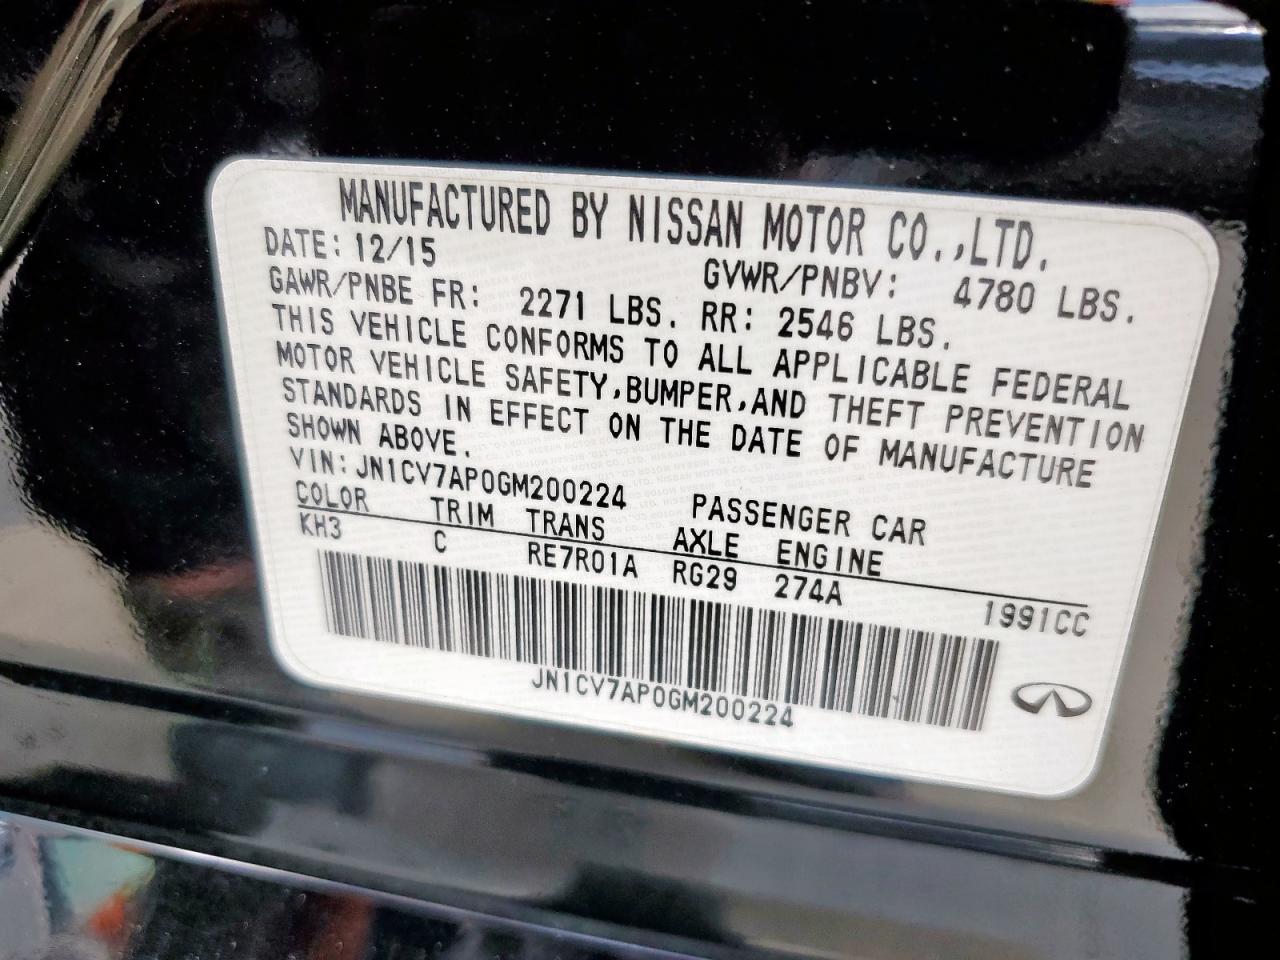 MANUFACTURED BY NISSAN MOTOR CO.,LTD.
DATE: 12/15 GVWR/PNBV: 4780 LBS.
GAWR/PNBE FR: 2271 LBS. RR: 2546 LBS.
THIS VEHICLE CONFORMS TO ALL APPLICABLE FEDERAL
MOTOR VEHICLE SAFETY,BUMPER,AND THEFT PREVENTION
STANDARDS IN EFFECT ON THE DATE OF MANUFACTURE
SHOWN ABOVE.
VIN: JN1CV7AP0GM200224 PASSENGER CAR
COLOR TRIM TRANS AXLE ENGINE
KH3 C RE7R01A RG29 274A 1991CC
JN1CV7AP0GM200224